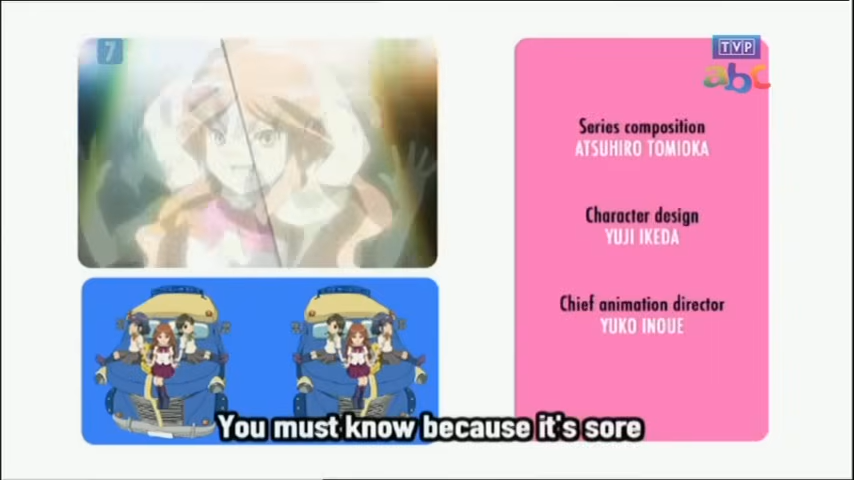 7
TVP
abc
Series composition
ATSUHIRO TOMIOKA
Character design
YUJI IKEDA
Chief animation director
YUKO INOUE
You must know because it's sore